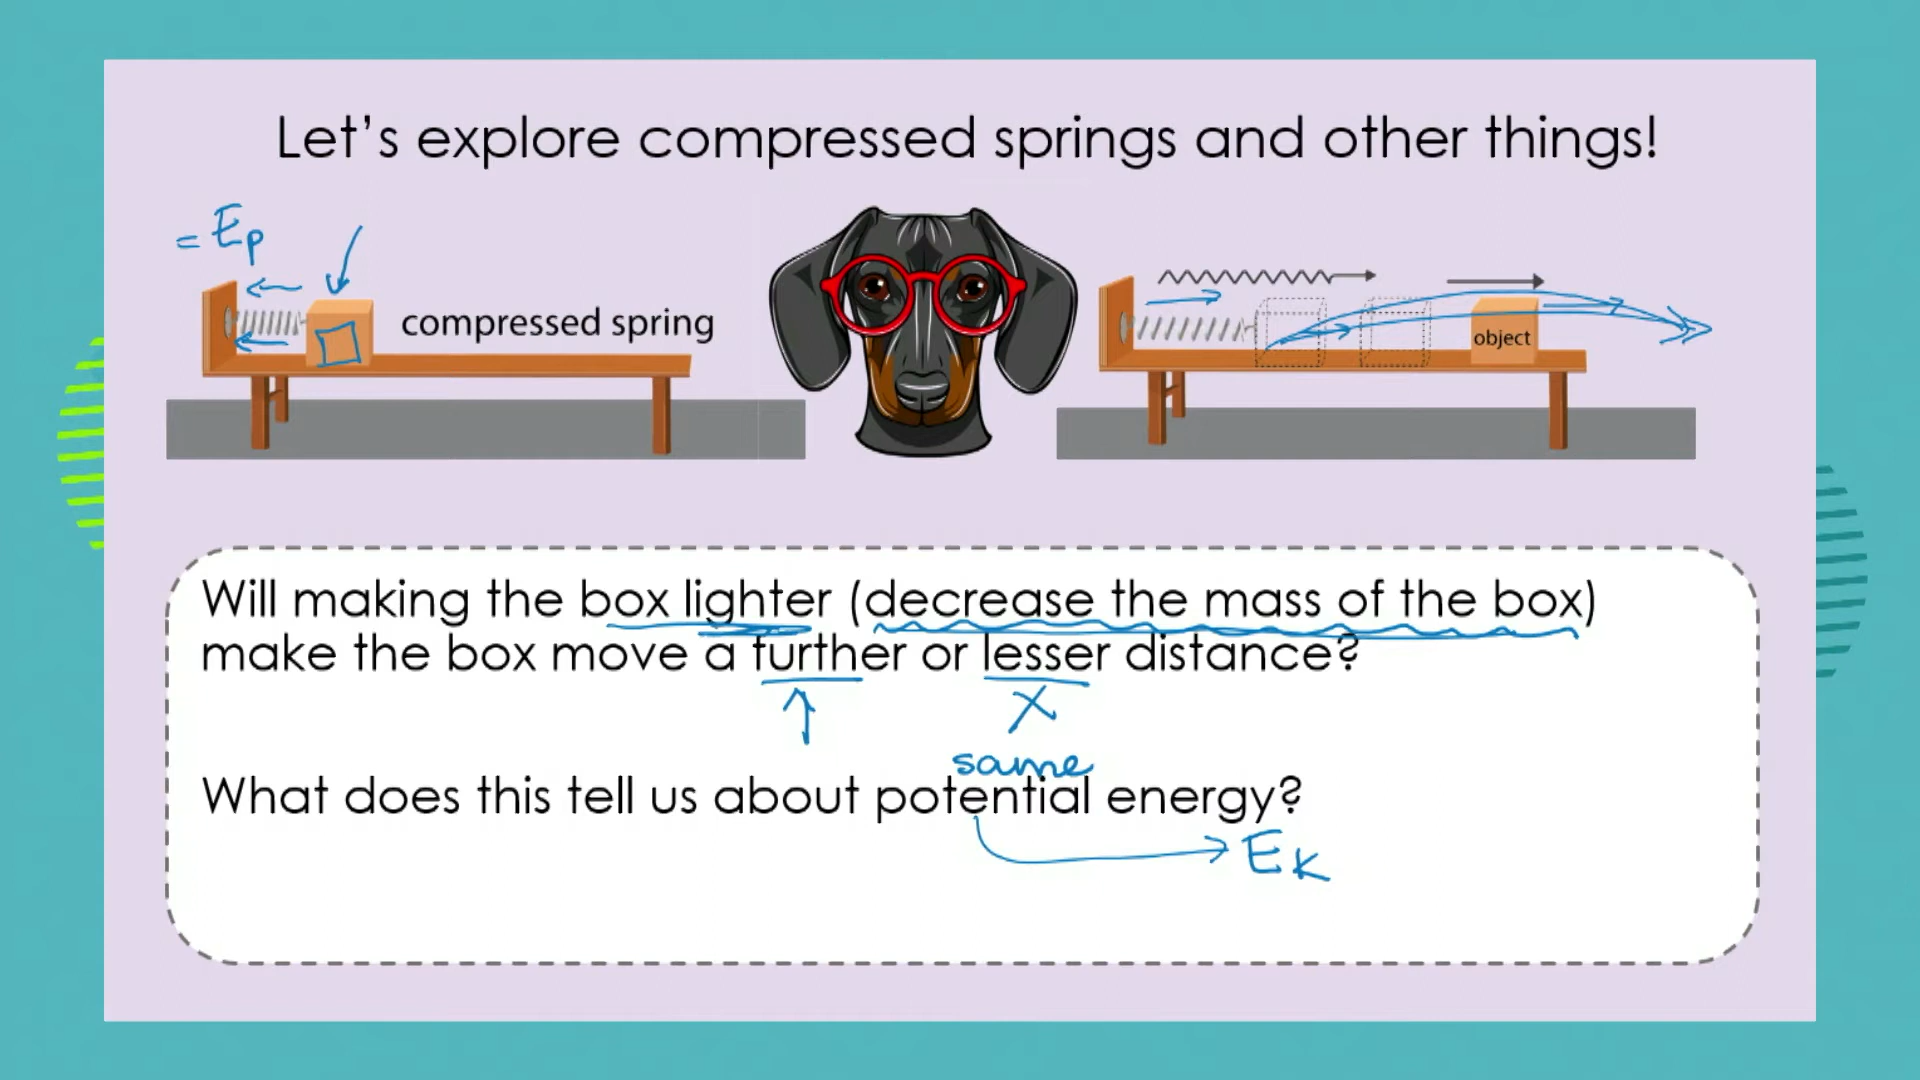 Let's explore compressed springs and other things!
= Ep
compressed spring
object
Will making the box lighter (decrease the mass of the box)
make the box move a further or lesser distance?
X
same
What does this tell us about potential energy?
EK